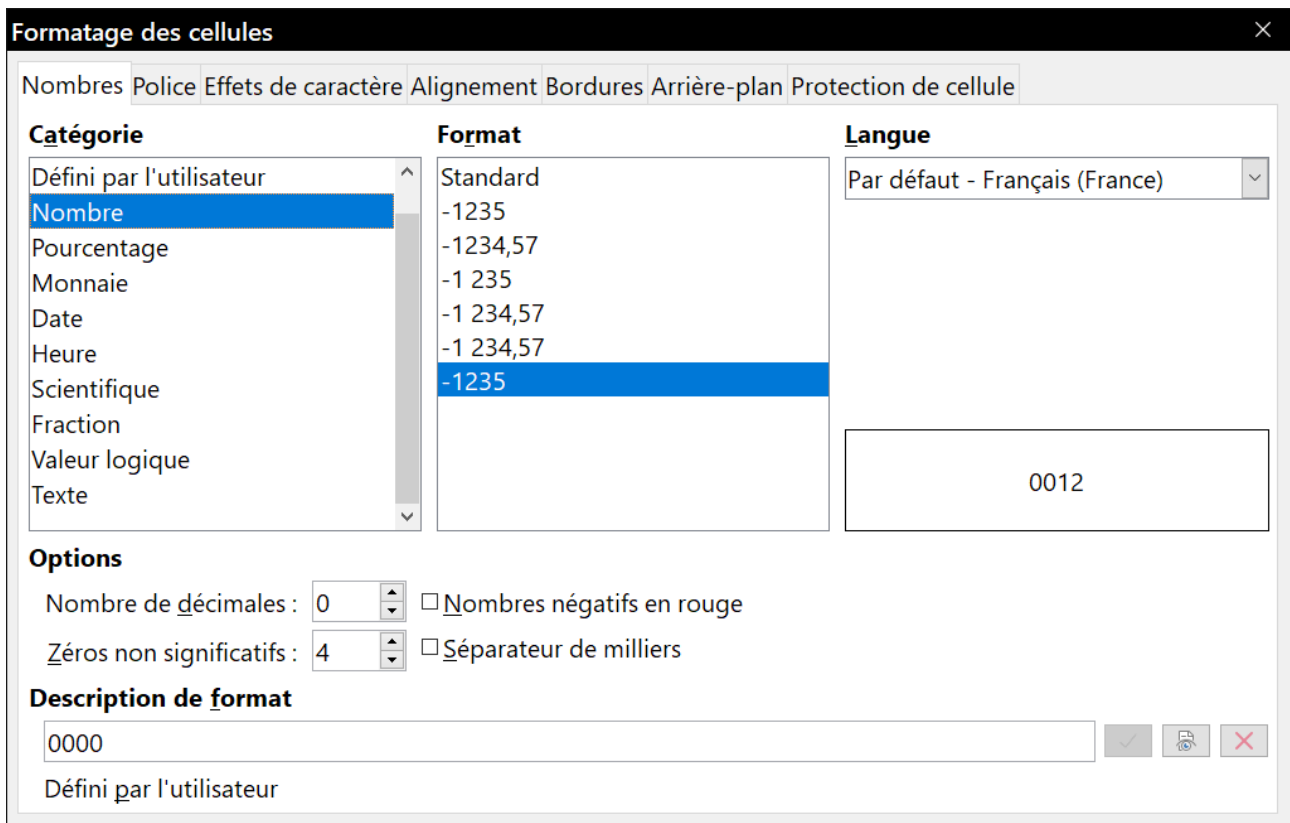 Formatage des cellules
Nombres Police Effets de caractère Alignement Bordures Arrière-plan Protection de cellule
Catégorie
Défini par l'utilisateur
Nombre
Pourcentage
Monnaie
Date
Heure
Scientifique
Fraction
Valeur logique
Texte
Format
Standard
-1235
-1234,57
-1 235
-1 234,57
-1 234,57
-1235
Langue
Par défaut - Français (France)
0012
Options
Nombre de décimales : 0
Nombres négatifs en rouge
Zéros non significatifs : 4
Séparateur de milliers
Description de format
0000
Défini par l'utilisateur